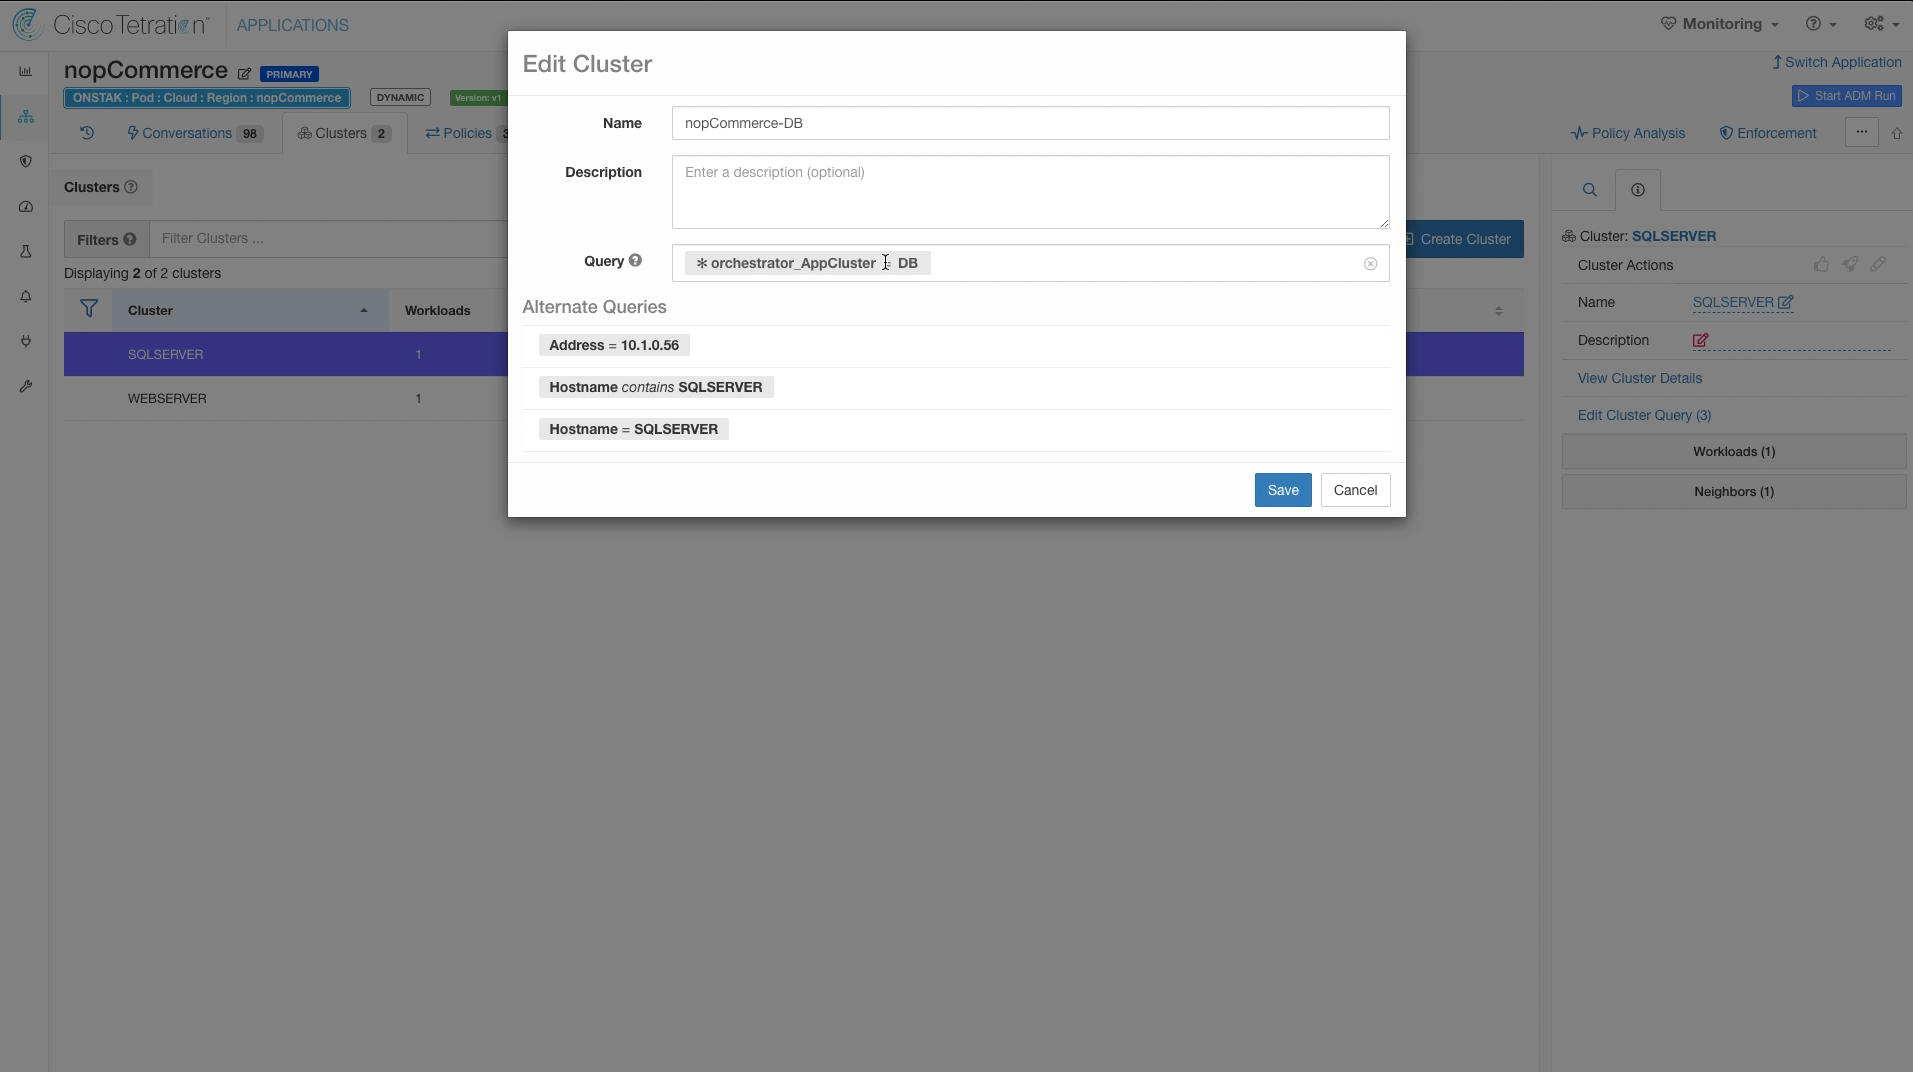 Cisco Tetration™ APPLICATIONS
Monitoring
nopCommerce PRIMARY
Switch Application
ONSTAK : Pod : Cloud : Region : nopCommerce DYNAMIC Version: v1
Start ADM Run
Conversations 98 Clusters 2 Policies
Policy Analysis Enforcement ...
Clusters
Filters Filter Clusters ...
Create Cluster
Displaying 2 of 2 clusters
Cluster Workloads
SQLSERVER 1
WEBSERVER 1
Edit Cluster
Name nopCommerce-DB
Description Enter a description (optional)
Query * orchestrator_AppCluster = DB
Alternate Queries
Address = 10.1.0.56
Hostname contains SQLSERVER
Hostname = SQLSERVER
Save Cancel
Cluster: SQLSERVER
Cluster Actions
Name SQLSERVER
Description
View Cluster Details
Edit Cluster Query (3)
Workloads (1)
Neighbors (1)